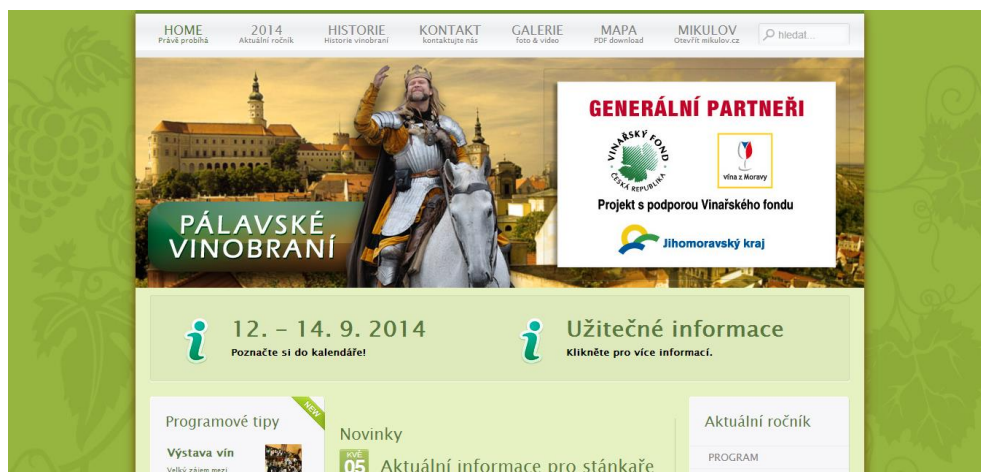 HOME
Právě probíhá
2014
Aktuální ročník
HISTORIE
Historie vinobraní
KONTAKT
kontaktujte nás
GALERIE
foto & video
MAPA
PDF download
MIKULOV
Otevřít mikulov.cz
hledat...
GENERÁLNÍ PARTNEŘI
VINAŘSKÝ FOND
ČESKÁ REPUBLIKA
vína z Moravy
Projekt s podporou Vinařského fondu
Jihomoravský kraj
PÁLAVSKÉ
VINOBRANÍ
12. – 14. 9. 2014
Poznačte si do kalendáře!
Užitečné informace
Klikněte pro více informací.
NEW
Programové tipy
Výstava vín
Velký zájem mezi
Novinky
KVĚ
05
Aktuální informace pro stánkaře
Aktuální ročník
PROGRAM